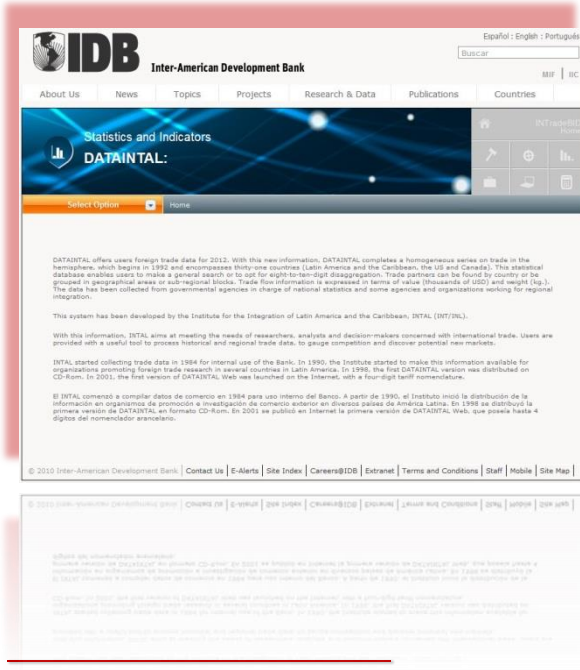 Español : English : Português
IDB
Inter-American Development Bank
Buscar
MIF | IIC
About Us News Topics Projects Research & Data Publications Countries
Statistics and Indicators
DATAINTAL:
INTradeBID
Home
Select Option
Home
DATAINTAL offers users foreign trade data for 2012. With this new information, DATAINTAL completes a homogeneous series on trade in the
hemisphere, which begins in 1992 and encompasses thirty-one countries (Latin America and the Caribbean, the US and Canada). This statistical
database enables users to make a general search or to opt for eight-to-ten-digit disaggregation. Trade partners can be found by country or be
grouped in geographical areas or sub-regional blocks. Trade flow information is expressed in terms of value (thousands of USD) and weight (kg.).
The data has been collected from governmental agencies in charge of national statistics and some agencies and organizations working for regional
integration.
This system has been developed by the Institute for the Integration of Latin America and the Caribbean, INTAL (INT/INL).
With this information, INTAL aims at meeting the needs of researchers, analysts and decision-makers concerned with international trade. Users are
provided with a useful tool to process historical and regional trade data, to gauge competition and discover potential new markets.
INTAL started collecting trade data in 1984 for internal use of the Bank. In 1990, the Institute started to make this information available for
organizations promoting foreign trade research in several countries in Latin America. In 1998, the first DATAINTAL version was distributed on
CD-Rom. In 2001, the first version of DATAINTAL Web was launched on the Internet, with a four-digit tariff nomenclature.
El INTAL comenzó a compilar datos de comercio en 1984 para uso interno del Banco. A partir de 1990, el Instituto inició la distribución de la
información en organismos de promoción e investigación de comercio exterior en diversos países de América Latina. En 1998 se distribuyó la
primera versión de DATAINTAL en formato CD-Rom. En 2001 se publicó en Internet la primera versión de DATAINTAL Web, que poseía hasta 4
dígitos del nomenclador arancelario.
© 2010 Inter-American Development Bank | Contact Us | E-Alerts | Site Index | Careers@IDB | Extranet | Terms and Conditions | Staff | Mobile | Site Map |